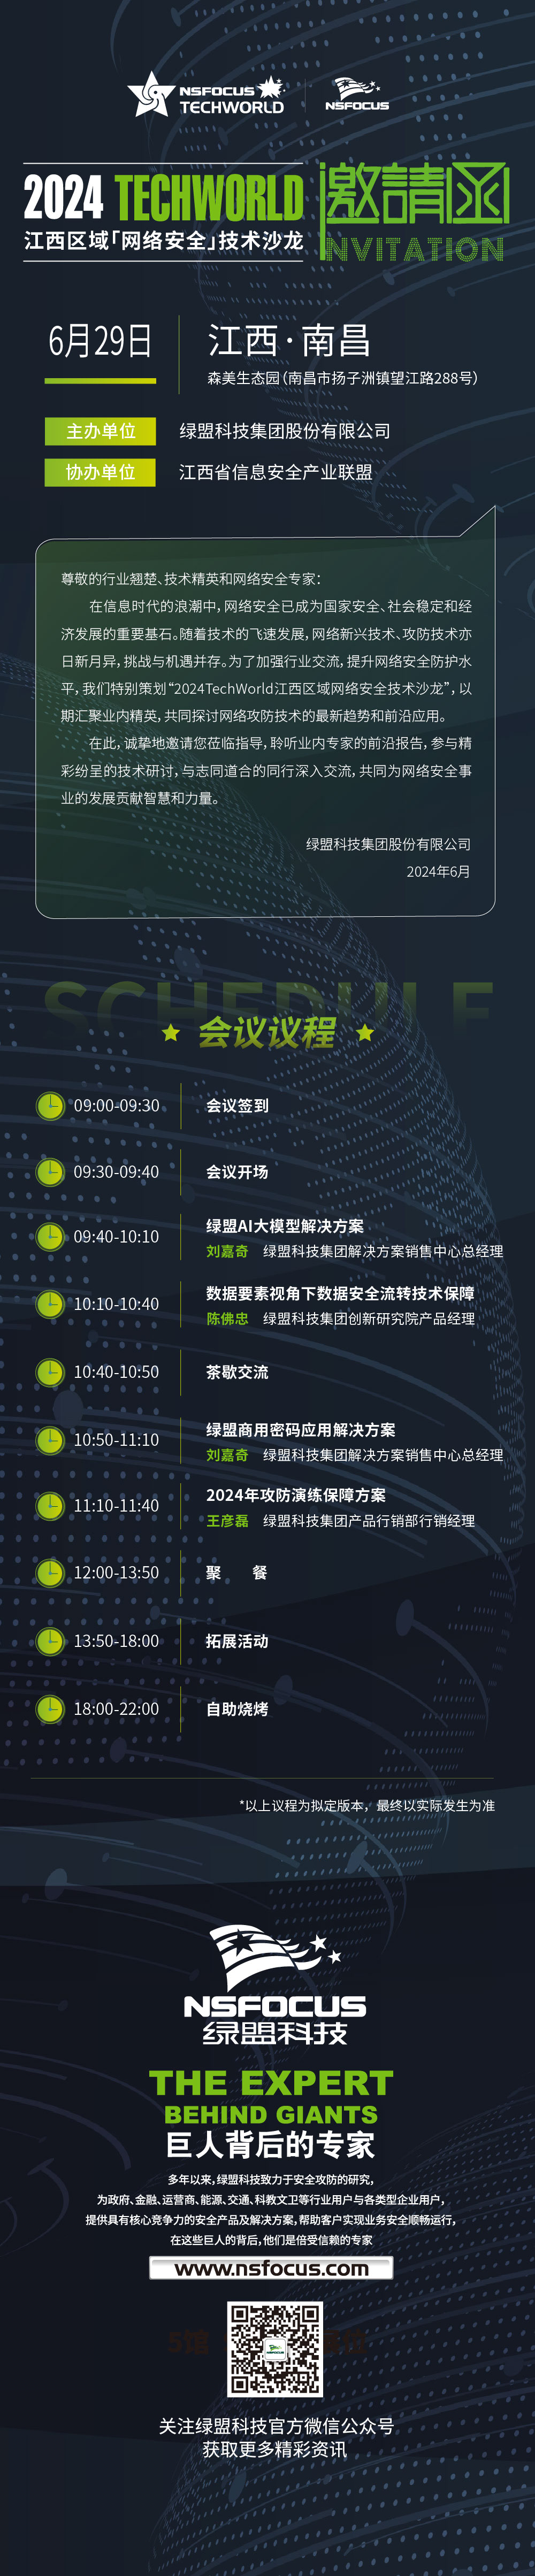 NSFOCUS
TECHWORLD
NSFOCUS
2024 TECHWORLD
江西区域「网络安全」技术沙龙
邀請函
INVITATION
6月29日
江西·南昌
森美生态园（南昌市扬子洲镇望江路288号）
主办单位 绿盟科技集团股份有限公司
协办单位 江西省信息安全产业联盟
尊敬的行业翘楚、技术精英和网络安全专家：
在信息时代的浪潮中，网络安全已成为国家安全、社会稳定和经
济发展的重要基石。随着技术的飞速发展，网络新兴技术、攻防技术亦
日新月异，挑战与机遇并存。为了加强行业交流，提升网络安全防护水
平，我们特别策划“2024TechWorld江西区域网络安全技术沙龙”，以
期汇聚业内精英，共同探讨网络攻防技术的最新趋势和前沿应用。
在此，诚挚地邀请您莅临指导，聆听业内专家的前沿报告，参与精
彩纷呈的技术研讨，与志同道合的同行深入交流，共同为网络安全事
业的发展贡献智慧和力量。
绿盟科技集团股份有限公司
2024年6月
SCHEDULE
会议议程
09:00-09:30 会议签到
09:30-09:40 会议开场
09:40-10:10 绿盟AI大模型解决方案
刘嘉奇 绿盟科技集团解决方案销售中心总经理
10:10-10:40 数据要素视角下数据安全流转技术保障
陈佛忠 绿盟科技集团创新研究院产品经理
10:40-10:50 茶歇交流
10:50-11:10 绿盟商用密码应用解决方案
刘嘉奇 绿盟科技集团解决方案销售中心总经理
11:10-11:40 2024年攻防演练保障方案
王彦磊 绿盟科技集团产品行销部行销经理
12:00-13:50 聚 餐
13:50-18:00 拓展活动
18:00-22:00 自助烧烤
*以上议程为拟定版本，最终以实际发生为准
NSFOCUS
绿盟科技
THE EXPERT
BEHIND GIANTS
巨人背后的专家
多年以来，绿盟科技致力于安全攻防的研究，
为政府、金融、运营商、能源、交通、科教文卫等行业用户与各类型企业用户，
提供具有核心竞争力的安全产品及解决方案，帮助客户实现业务安全顺畅运行，
在这些巨人的背后，他们是倍受信赖的专家
www.nsfocus.com
5馆
关注绿盟科技官方微信公众号
获取更多精彩资讯